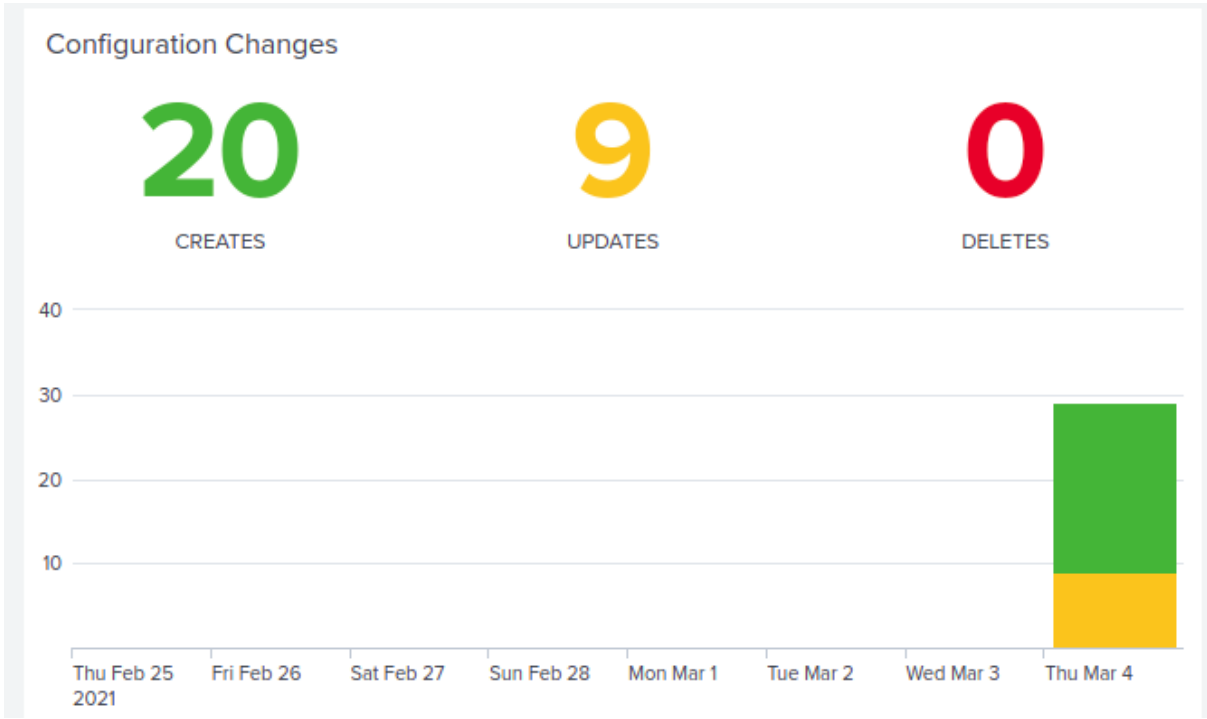 Configuration Changes
20 9 0
CREATES UPDATES DELETES
40
30
20
10
Thu Feb 25 Fri Feb 26 Sat Feb 27 Sun Feb 28 Mon Mar 1 Tue Mar 2 Wed Mar 3 Thu Mar 4
2021